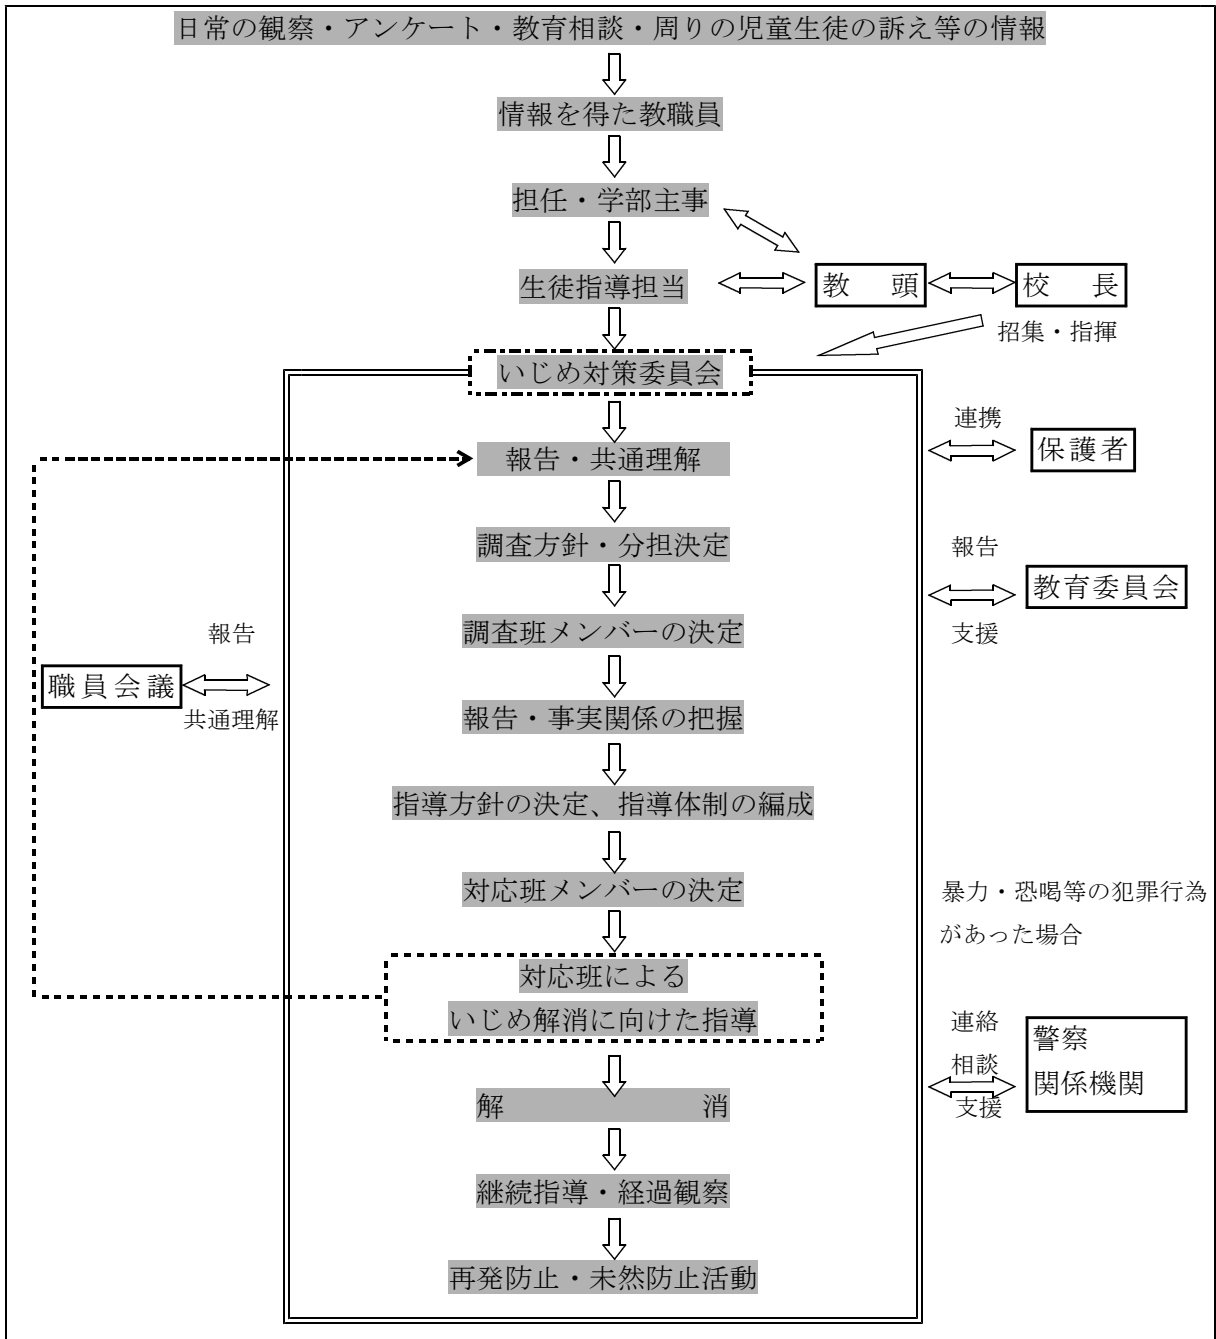 日常の観察・アンケート・教育相談・周りの児童生徒の訴え等の情報
情報を得た教職員
担任・学部主事
生徒指導担当
教　頭
校　長
招集・指揮
いじめ対策委員会
連携
保護者
報告・共通理解
調査方針・分担決定
報告
教育委員会
支援
調査班メンバーの決定
報告
職員会議
共通理解
報告・事実関係の把握
指導方針の決定、指導体制の編成
対応班メンバーの決定
暴力・恐喝等の犯罪行為
があった場合
対応班による
いじめ解消に向けた指導
連絡
相談
支援
警察
関係機関
解　消
継続指導・経過観察
再発防止・未然防止活動